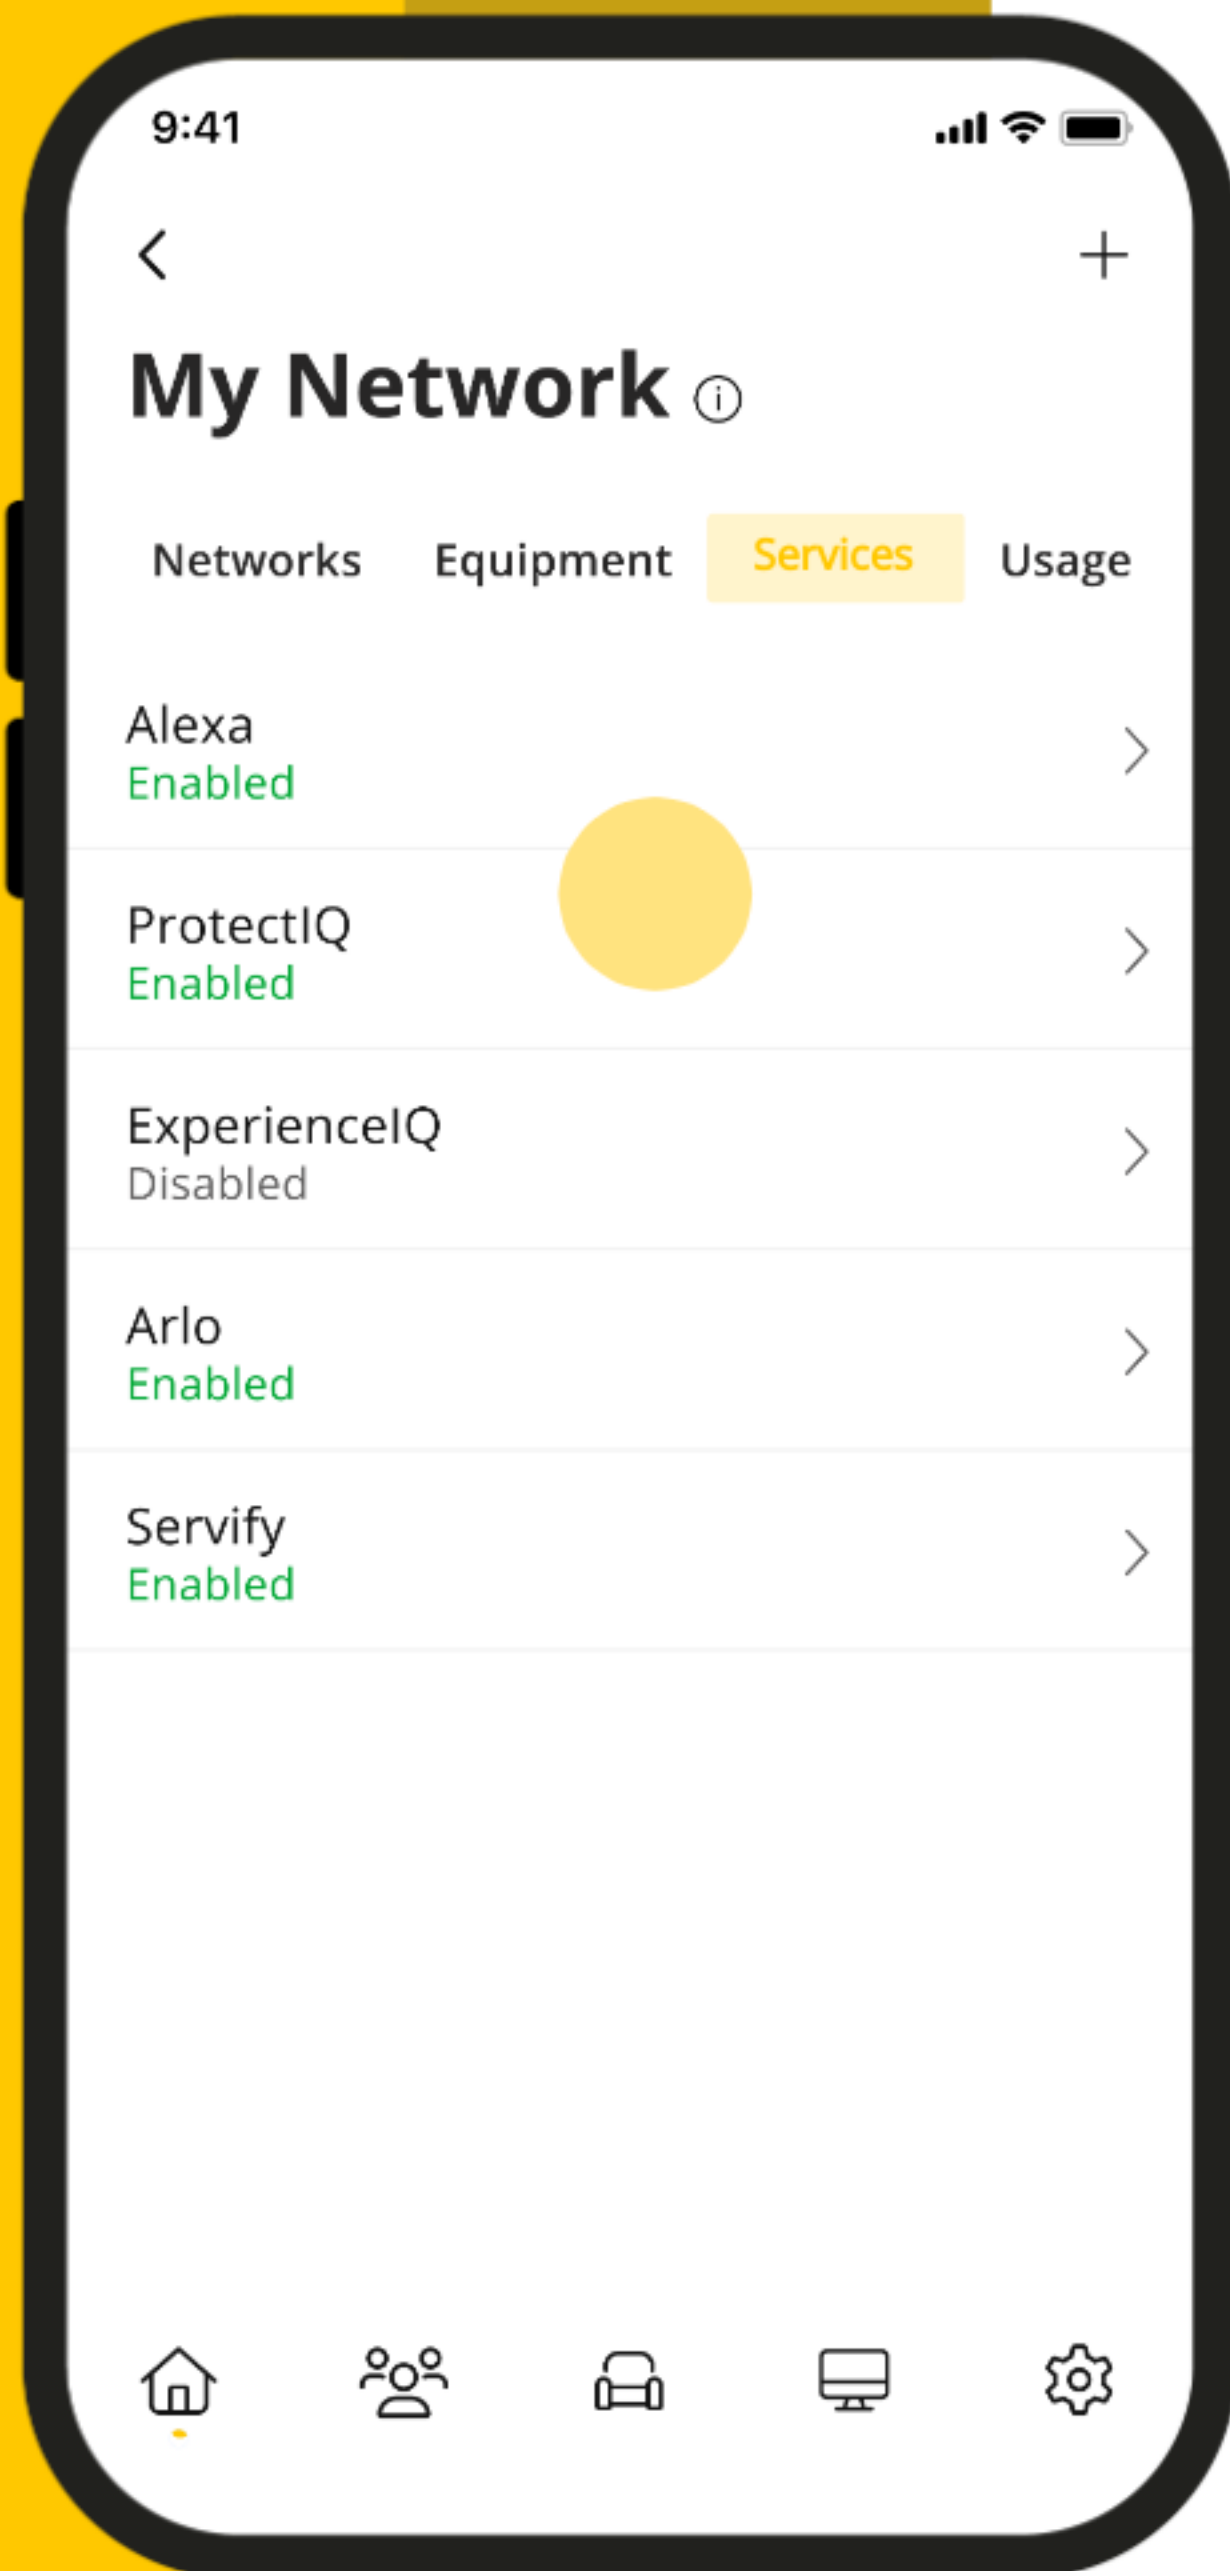 9:41
My Network
Networks Equipment Services Usage
Alexa
Enabled
ProtectIQ
Enabled
ExperienceIQ
Disabled
Arlo
Enabled
Servify
Enabled